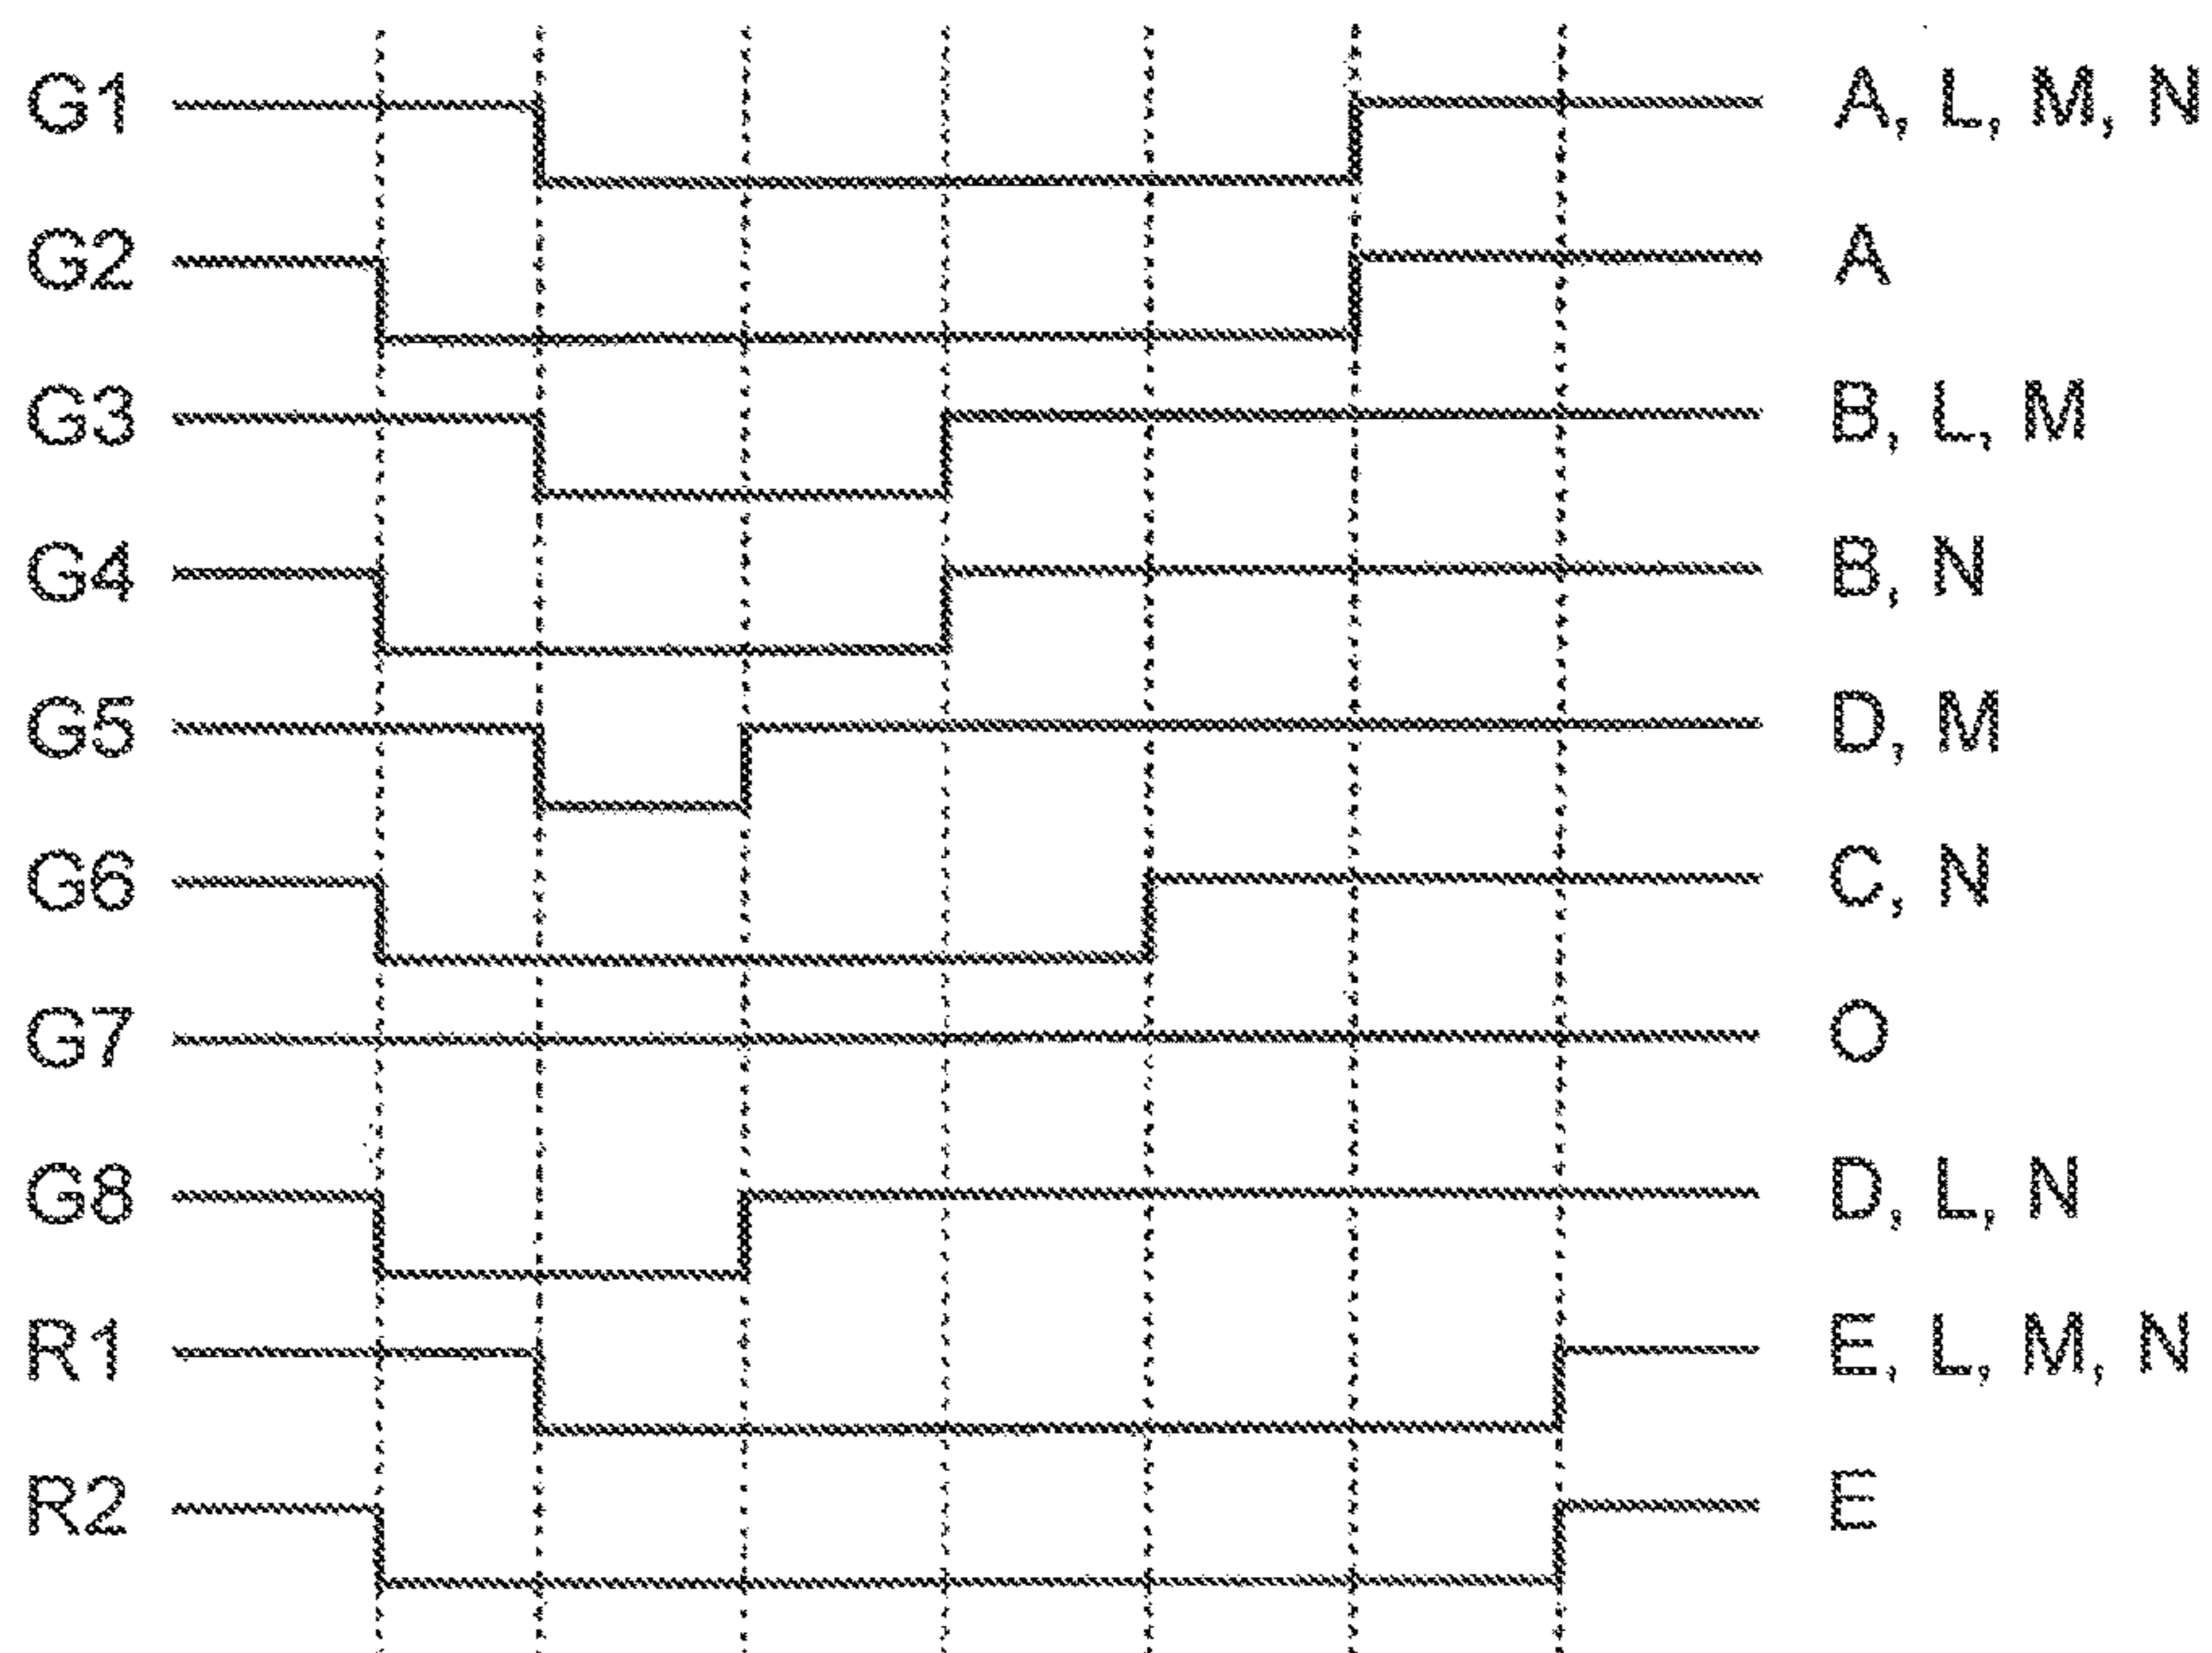 G1 A, L, M, N
G2 A
G3 B, L, M
G4 B, N
G5 D, M
G6 C, N
G7 O
G8 D, L, N
R1 E, L, M, N
R2 E